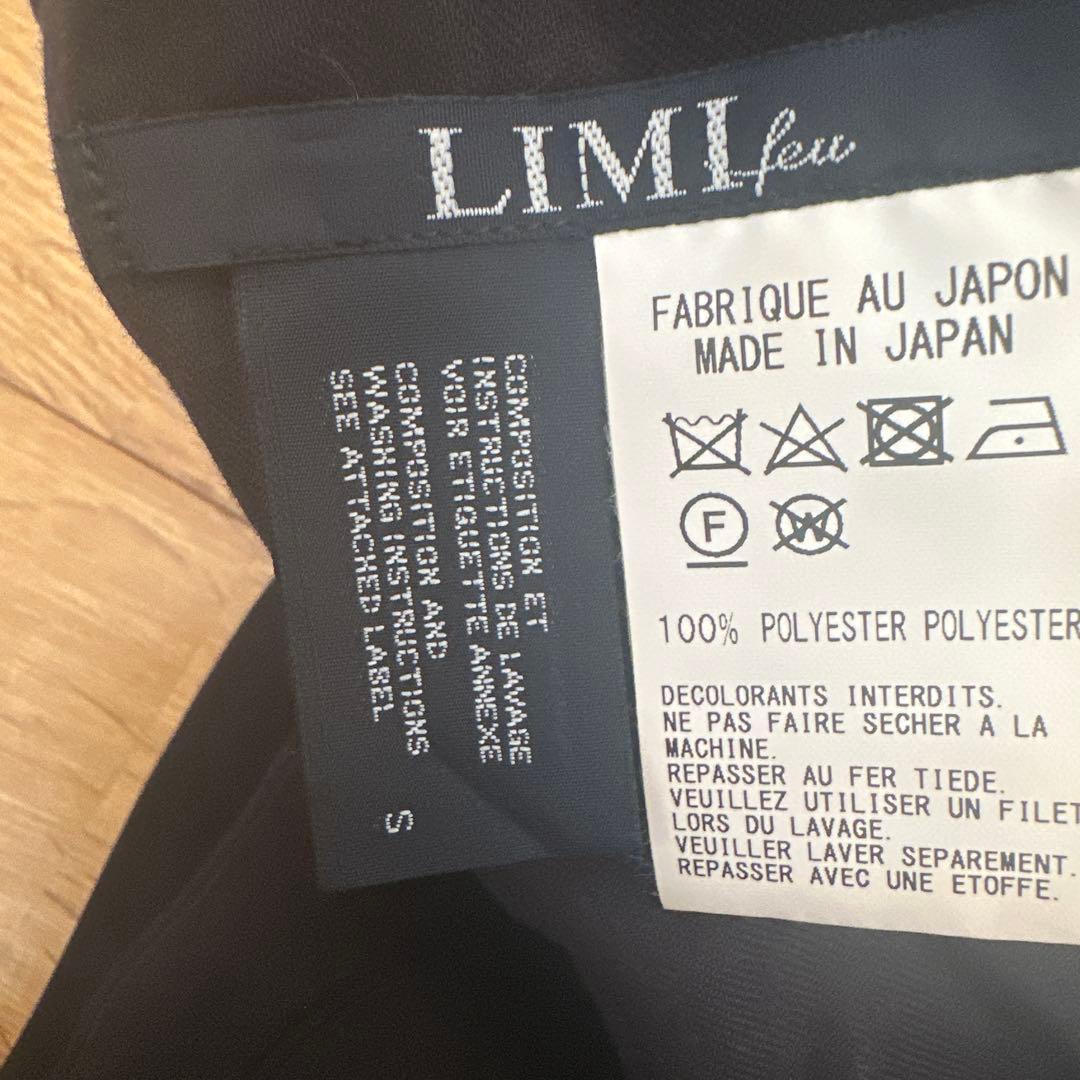 LIMI feu
COMPOSITION ET
INSTRUCTIONS DE LAVAGE
VOIR ETIQUETTE ANNEXE
COMPOSITION AND
WASHING INSTRUCTIONS
SEE ATTACHED LABEL
S
FABRIQUE AU JAPON
MADE IN JAPAN
F W
100% POLYESTER POLYESTER
DECOLORANTS INTERDITS.
NE PAS FAIRE SECHER A LA
MACHINE.
REPASSER AU FER TIEDE.
VEUILLEZ UTILISER UN FILET
LORS DU LAVAGE.
VEUILLER LAVER SEPAREMENT.
REPASSER AVEC UNE ETOFFE.